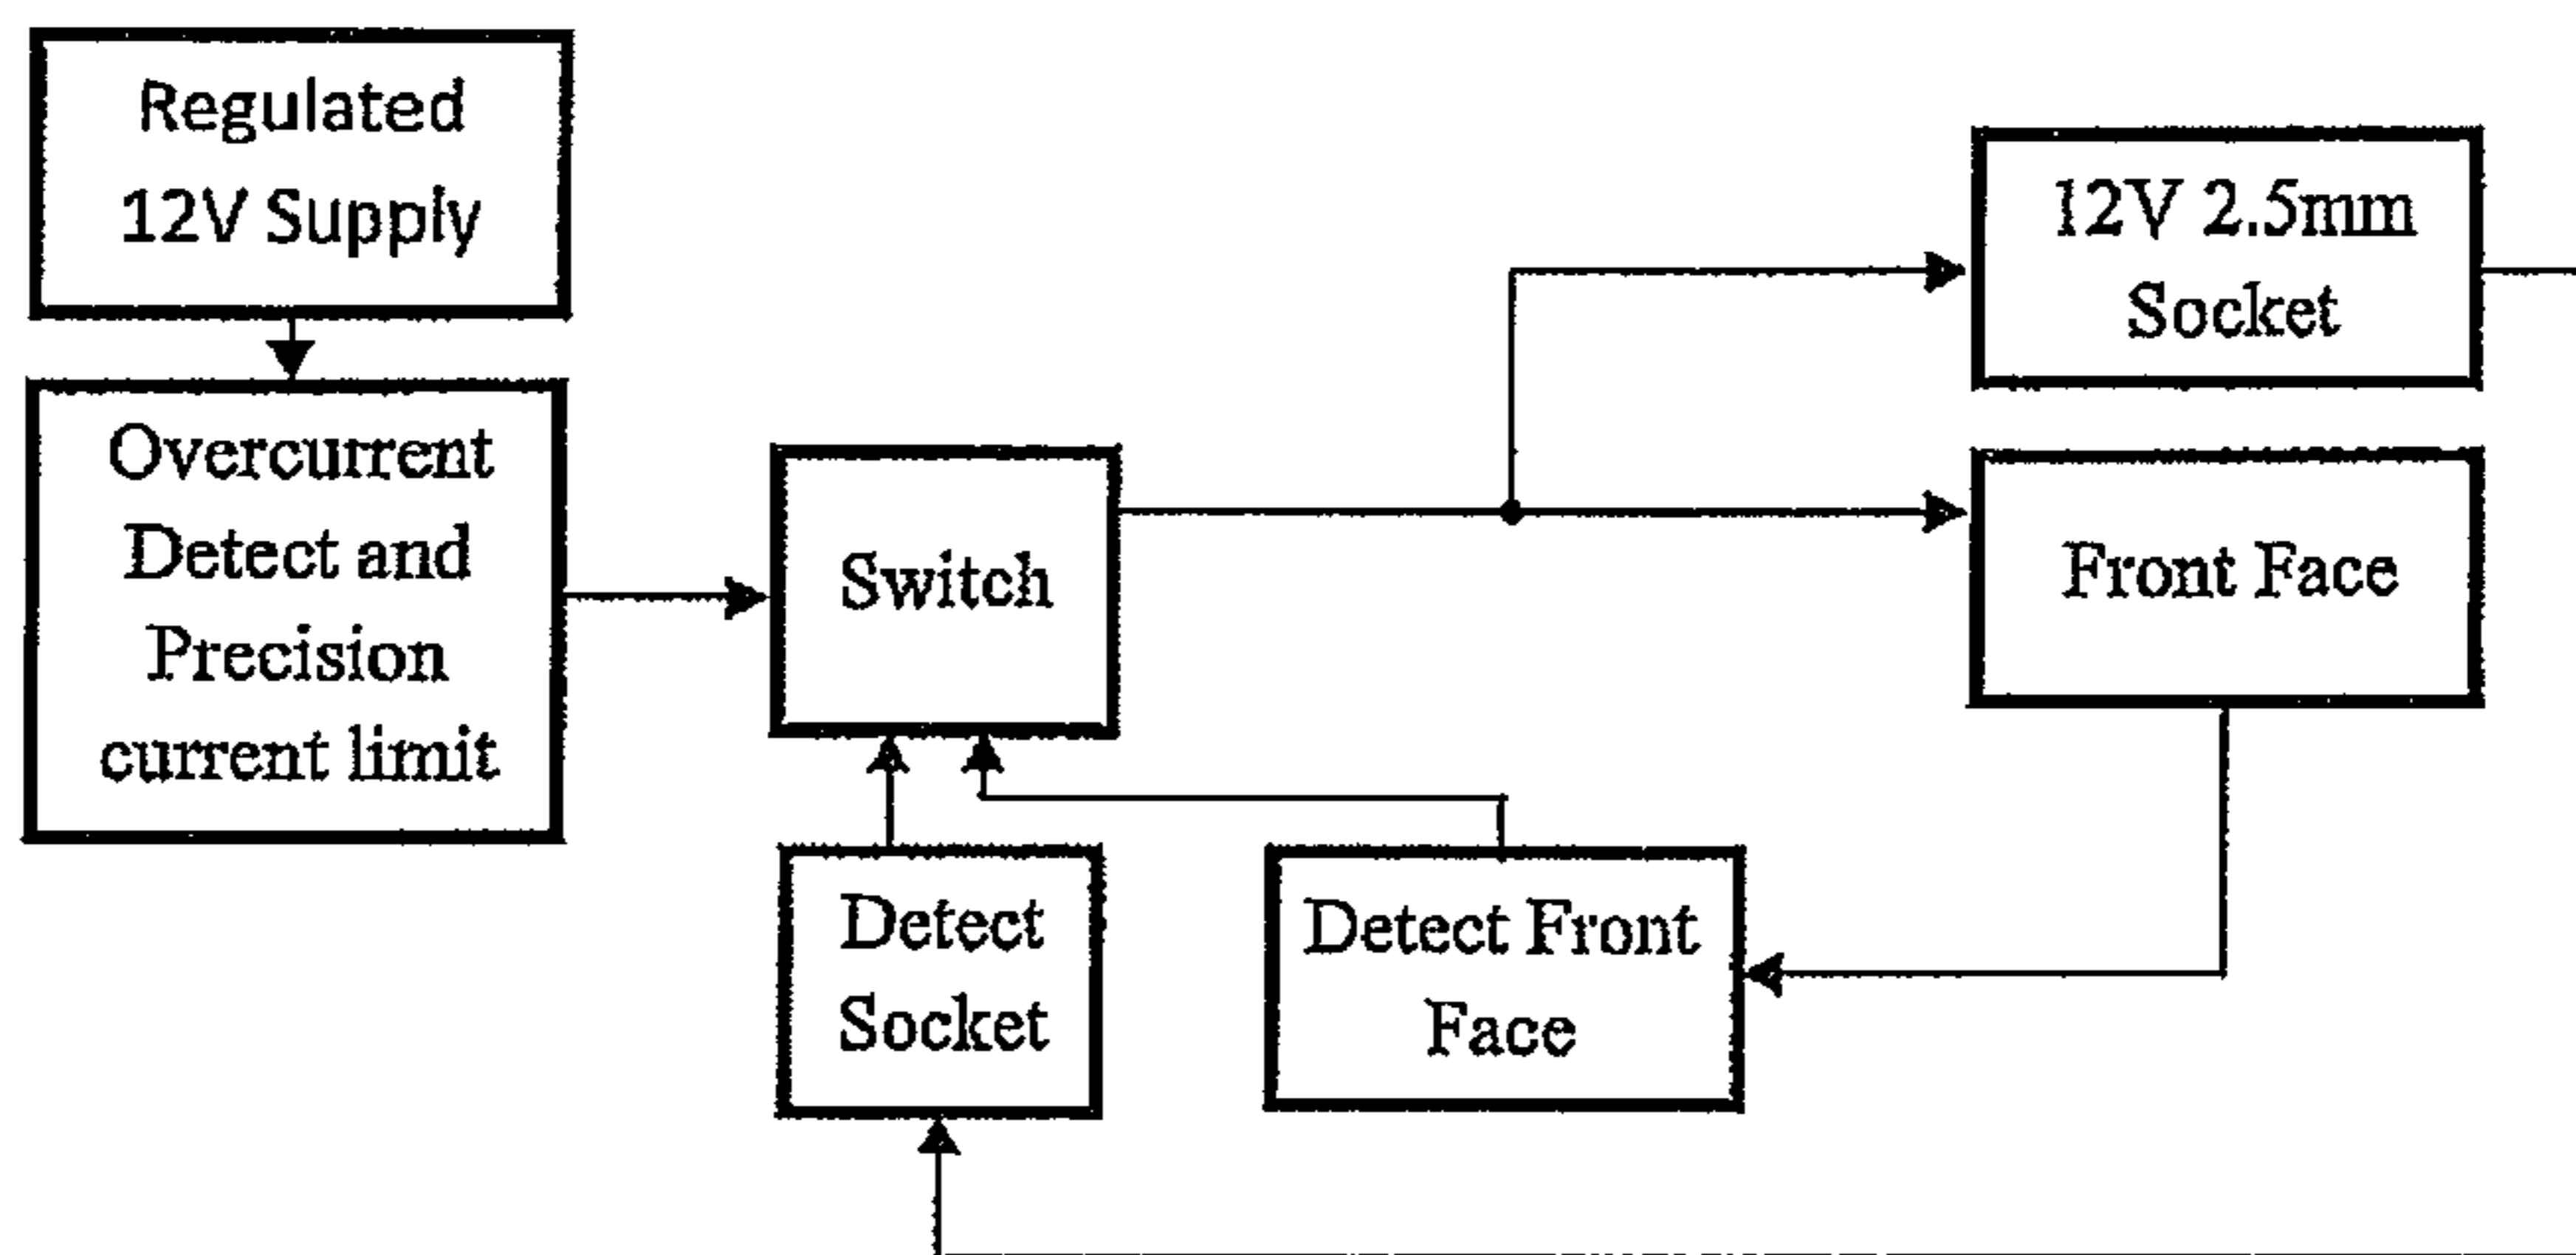 Regulated
12V Supply
Overcurrent
Detect and
Precision
current limit
Switch
12V 2.5mm
Socket
Front Face
Detect
Socket
Detect Front
Face